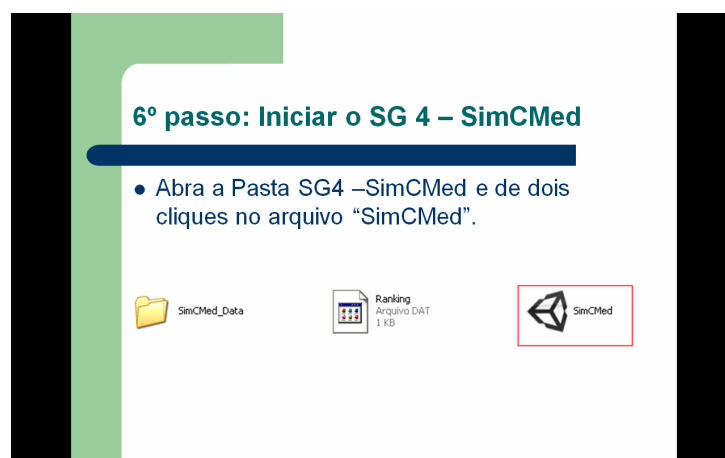 6º passo: Iniciar o SG 4 – SimCMed
Abra a Pasta SG4 –SimCMed e de dois
cliques no arquivo “SimCMed”.
SimCMed_Data
Ranking
Arquivo DAT
1 KB
SimCMed